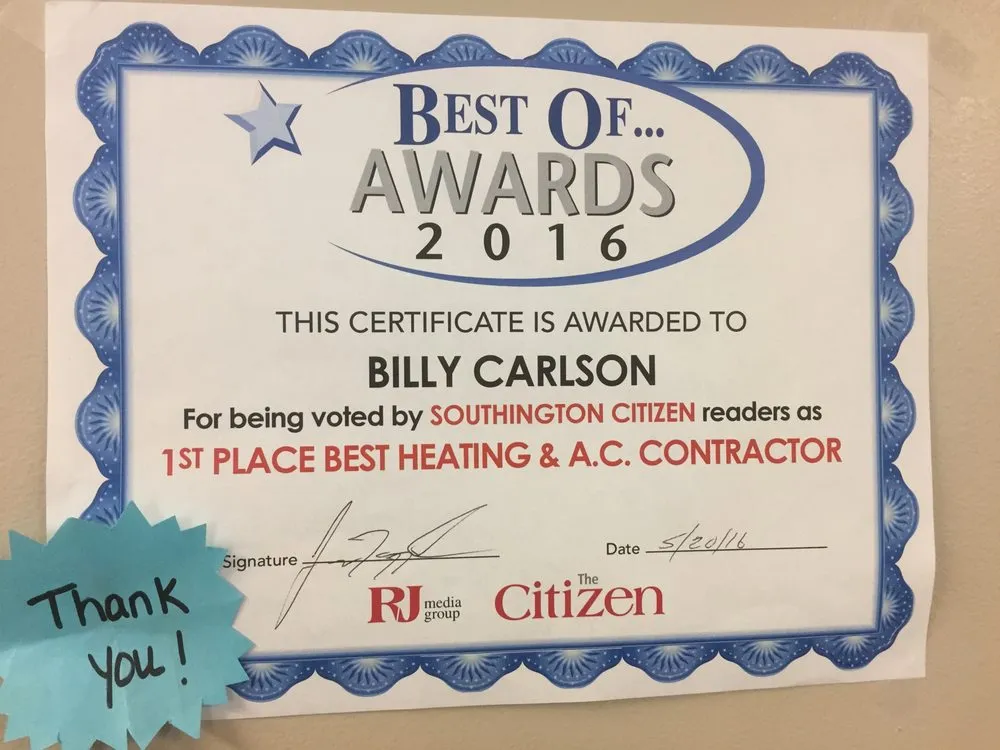 BEST OF...
AWARDS
2016
THIS CERTIFICATE IS AWARDED TO
BILLY CARLSON
For being voted by SOUTHINGTON CITIZEN readers as
1ST PLACE BEST HEATING & A.C. CONTRACTOR
Signature
Date 5/20/16
RJ media group
The Citizen
Thank
you!